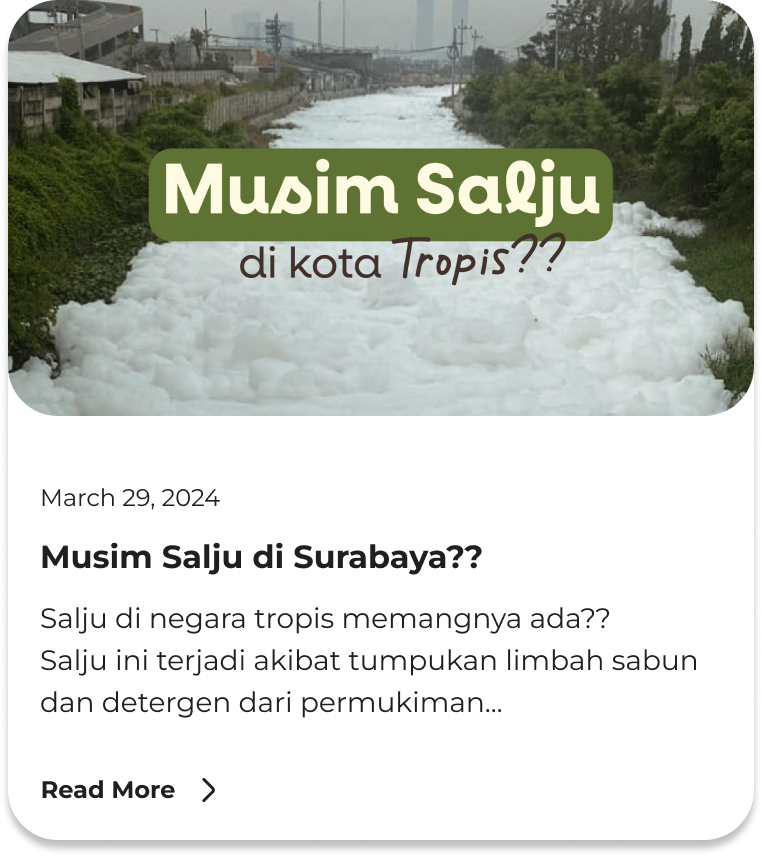 Musim Salju
di kota Tropis??
March 29, 2024
Musim Salju di Surabaya??
Salju di negara tropis memangnya ada??
Salju ini terjadi akibat tumpukan limbah sabun
dan detergen dari permukiman...
Read More